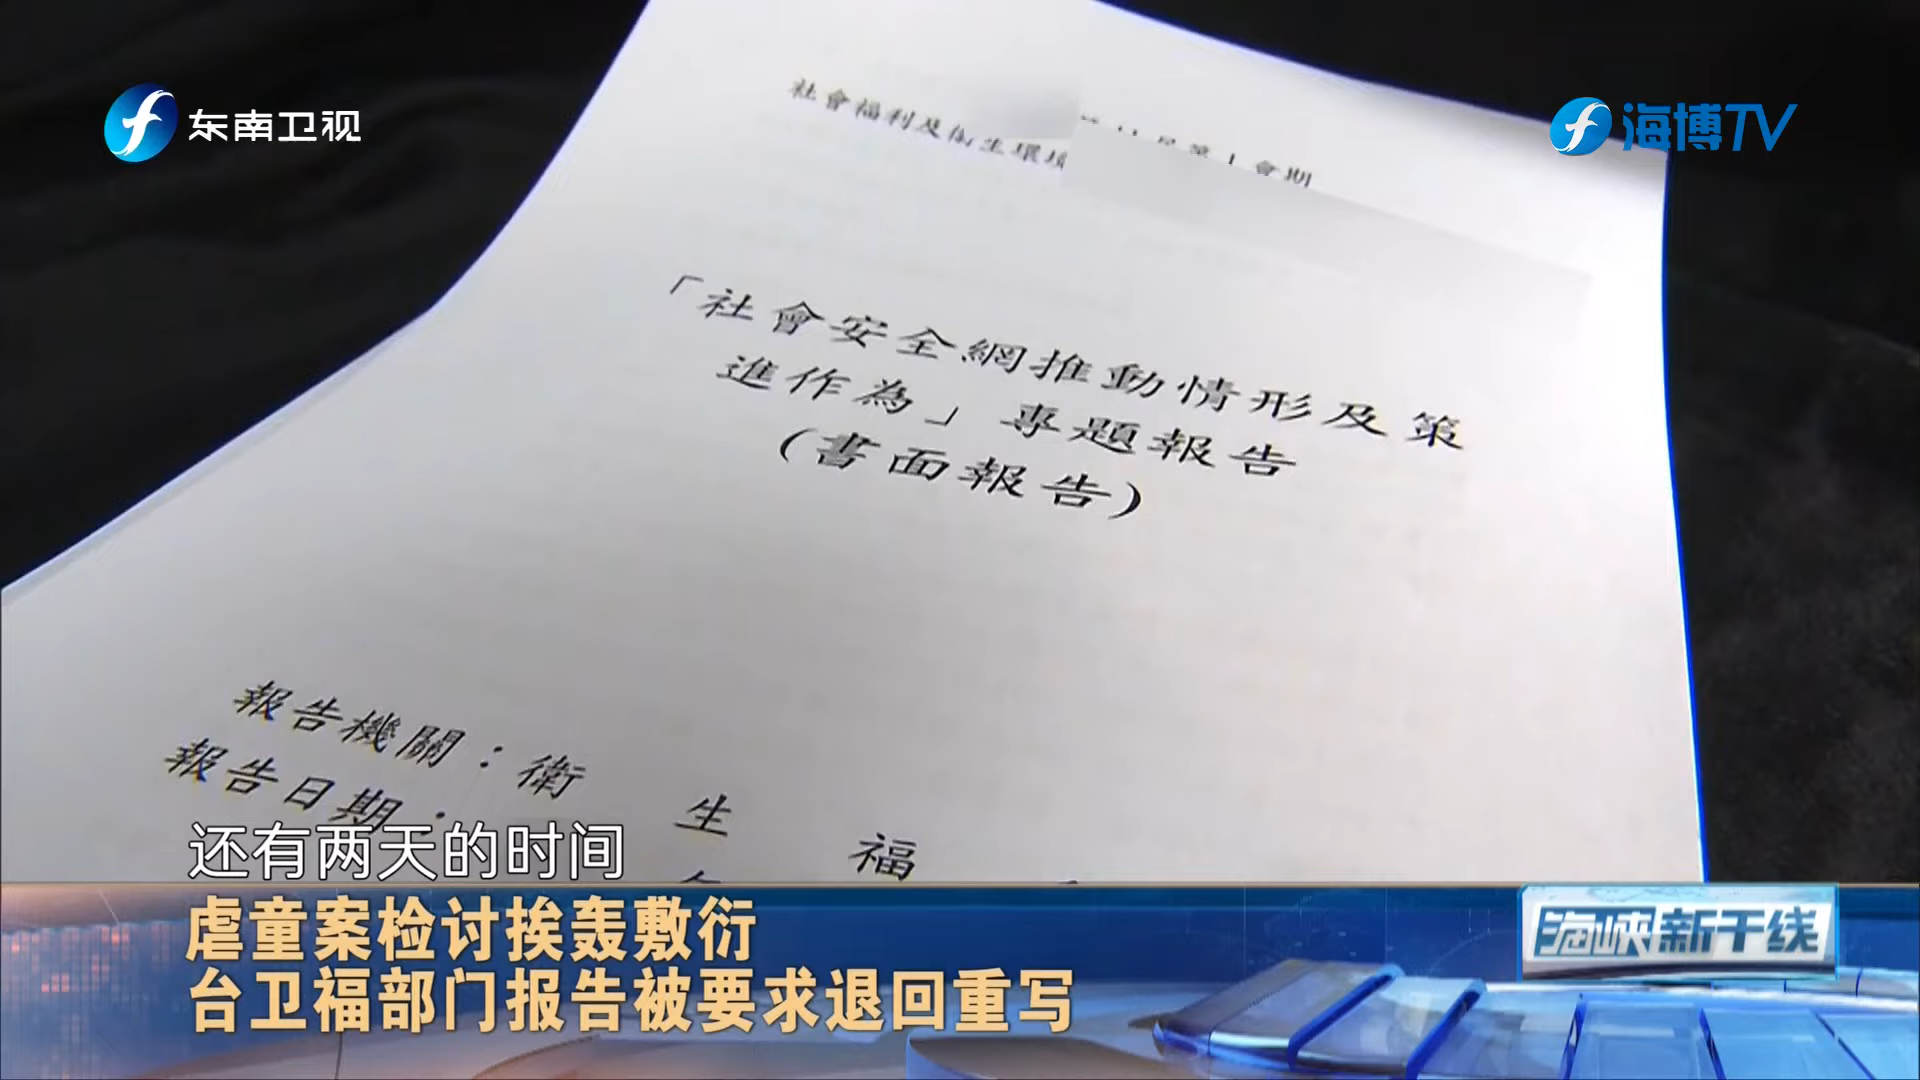 东南卫视
海博TV
會期
社會福利及衛生環境
「社會安全網推動情形及策
進作為」專題報告
(書面報告)
報告機關：衛生福
報告日期：
还有两天的时间
虐童案检讨挨轰敷衍
台卫福部门报告被要求退回重写
海峡新干线